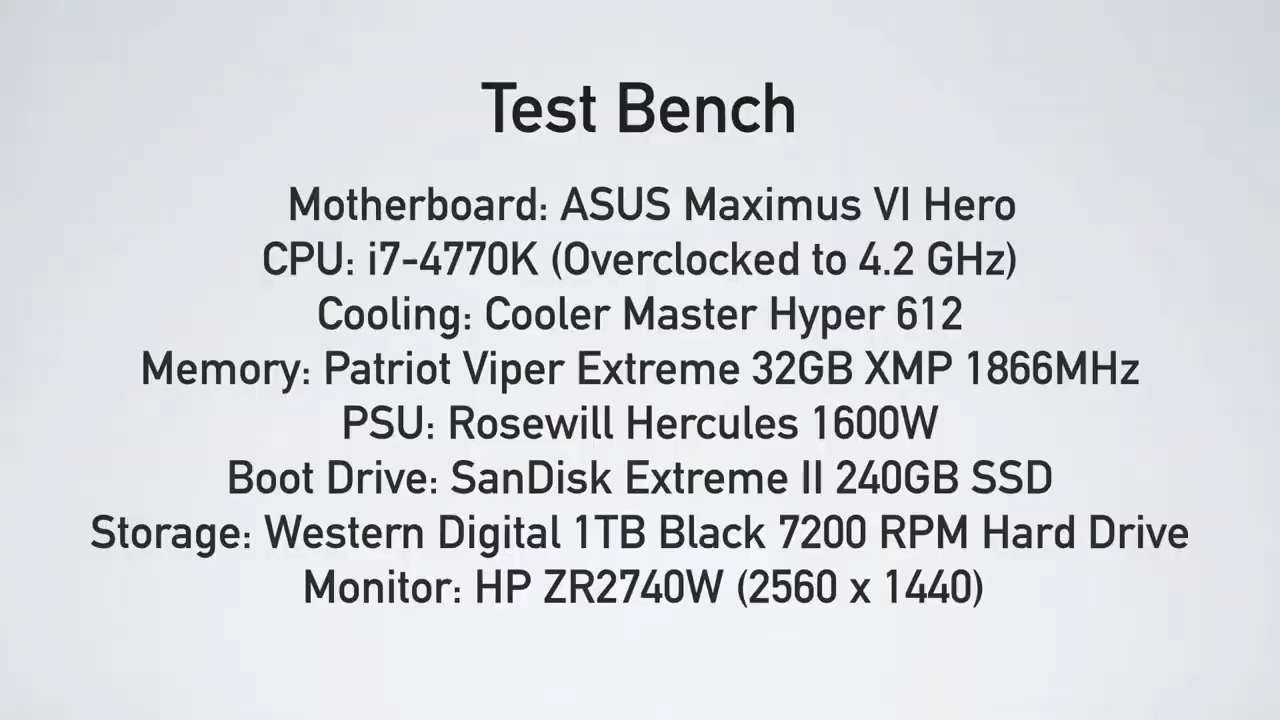 Test Bench
Motherboard: ASUS Maximus VI Hero
CPU: i7-4770K (Overclocked to 4.2 GHz)
Cooling: Cooler Master Hyper 612
Memory: Patriot Viper Extreme 32GB XMP 1866MHz
PSU: Rosewill Hercules 1600W
Boot Drive: SanDisk Extreme II 240GB SSD
Storage: Western Digital 1TB Black 7200 RPM Hard Drive
Monitor: HP ZR2740W (2560 x 1440)